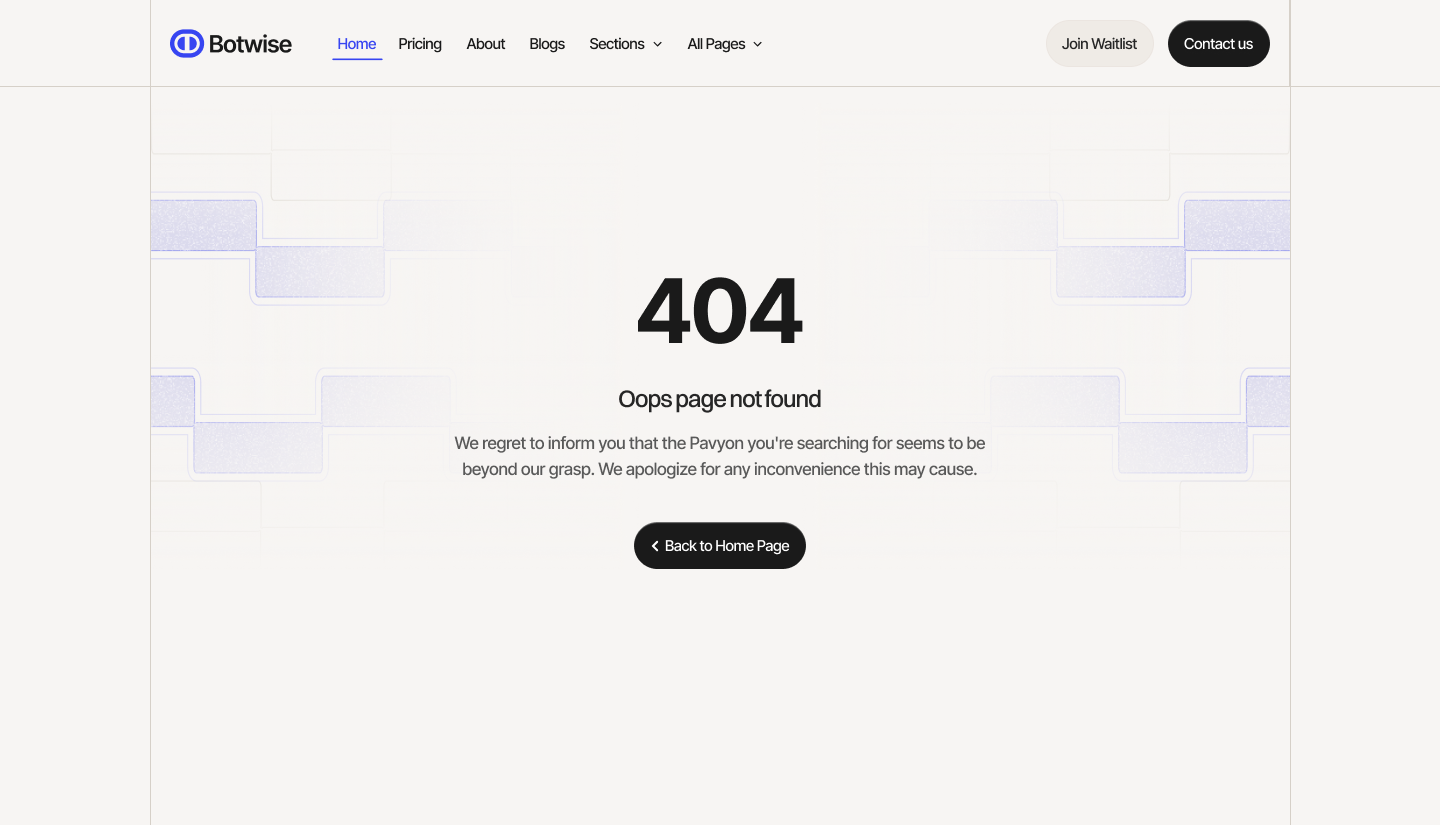 Botwise
Home
Pricing
About
Blogs
Sections
All Pages
Join Waitlist
Contact us
404
Oops page not found
We regret to inform you that the Pavyon you're searching for seems to be
beyond our grasp. We apologize for any inconvenience this may cause.
Back to Home Page